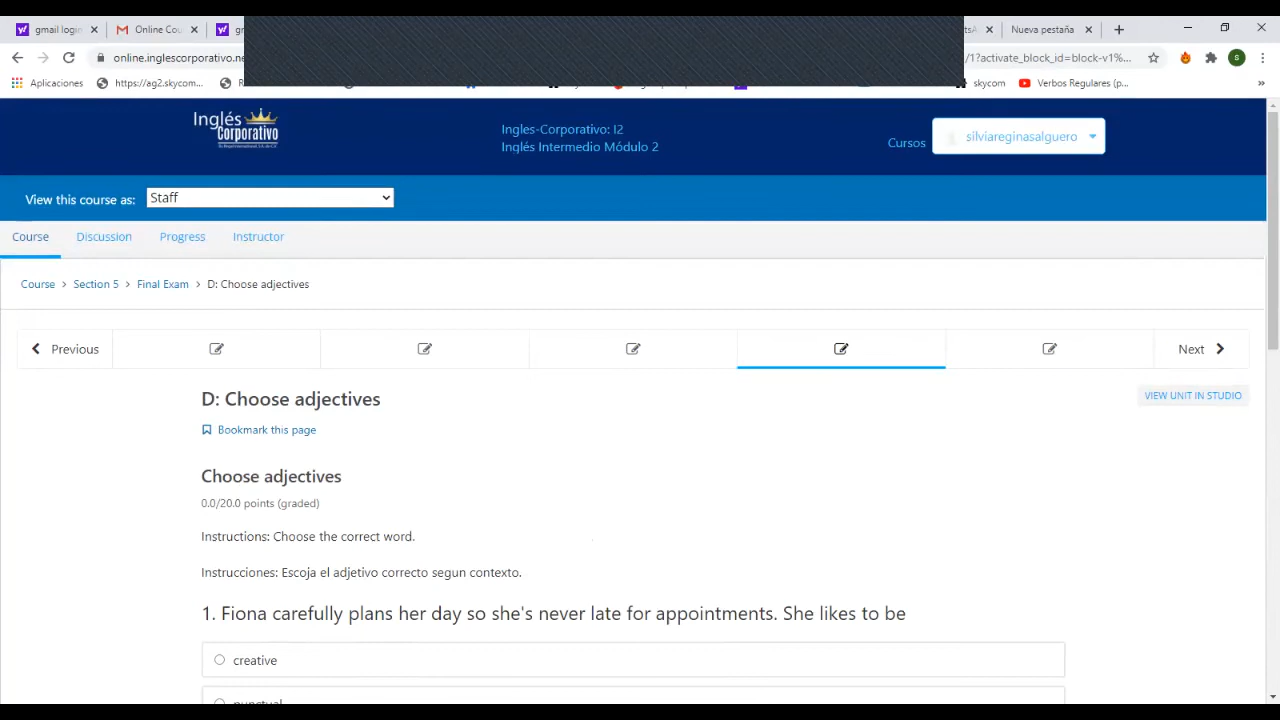 gmail login
Online Cou
gm
tsA
Nueva pestaña
online.inglescorporativo.ne
/1?activate_block_id=block-v1%...
S
Aplicaciones
https://ag2.skycom...
skycom
Verbos Regulares (p...
Inglés
Corporativo
Ingles-Corporativo: I2
Inglés Intermedio Módulo 2
Cursos
silviareginasalguero
View this course as:
Staff
Course
Discussion
Progress
Instructor
Course > Section 5 > Final Exam > D: Choose adjectives
Previous
Next
D: Choose adjectives
VIEW UNIT IN STUDIO
Bookmark this page
Choose adjectives
0.0/20.0 points (graded)
Instructions: Choose the correct word.
Instrucciones: Escoja el adjetivo correcto segun contexto.
1. Fiona carefully plans her day so she's never late for appointments. She likes to be
creative
punctual